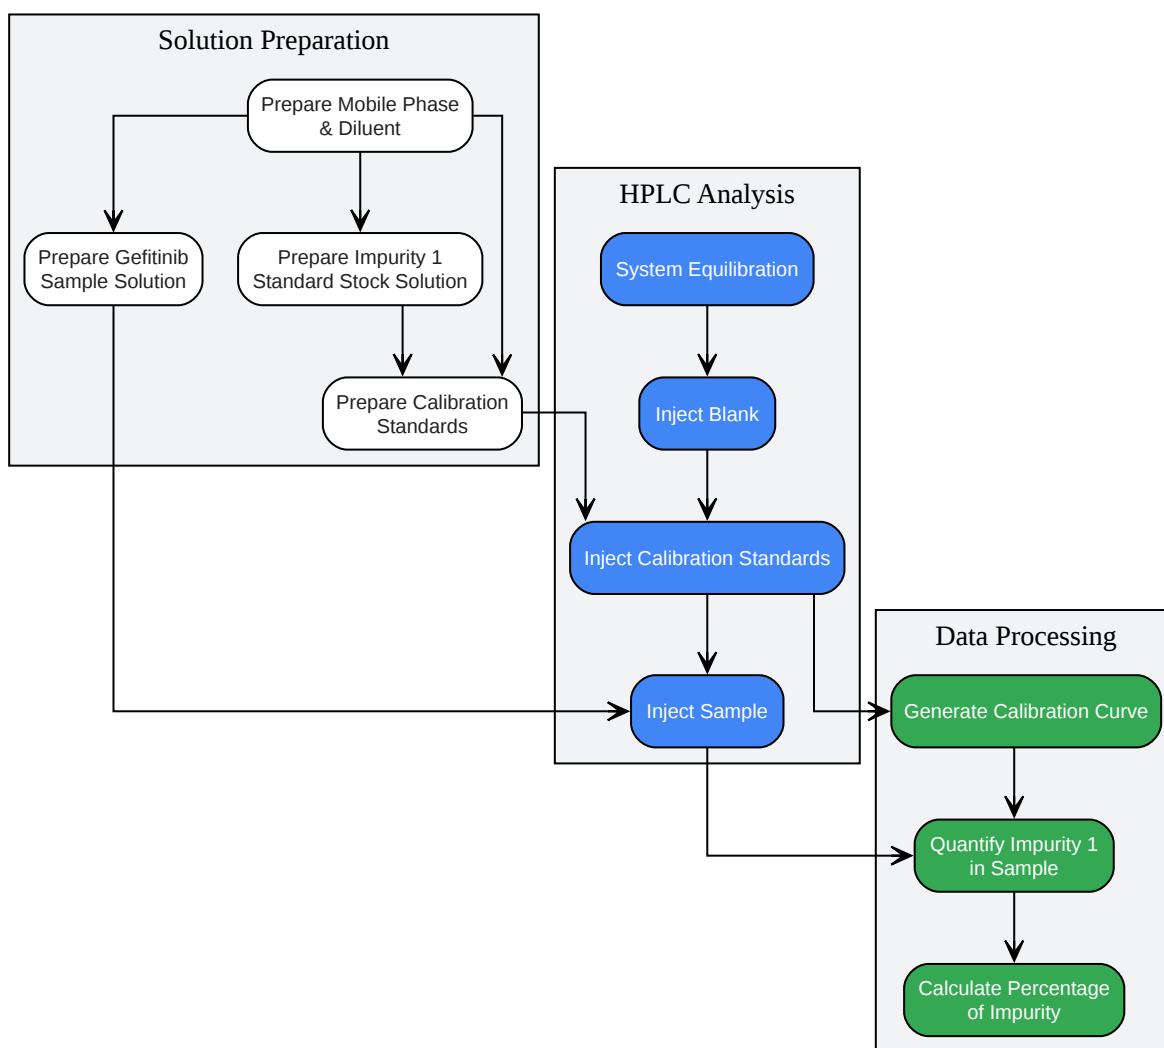 Solution Preparation
Prepare Mobile Phase
& Diluent
Prepare Gefitinib
Sample Solution
Prepare Impurity 1
Standard Stock Solution
Prepare Calibration
Standards
HPLC Analysis
System Equilibration
Inject Blank
Inject Calibration Standards
Inject Sample
Data Processing
Generate Calibration Curve
Quantify Impurity 1
in Sample
Calculate Percentage
of Impurity